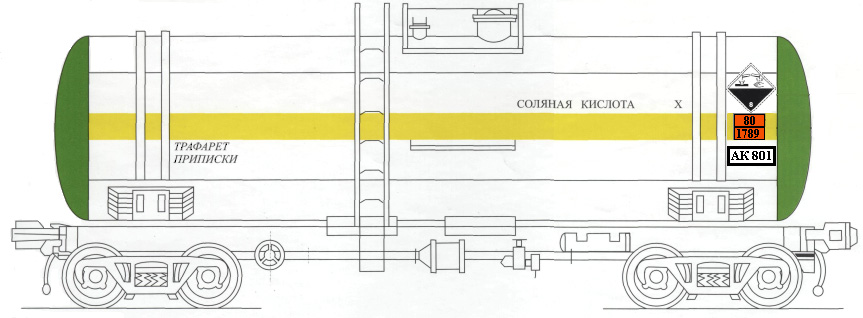 СОЛЯНАЯ КИСЛОТА X
8
80
1789
АК 801
ТРАФАРЕТ
ПРИПИСКИ